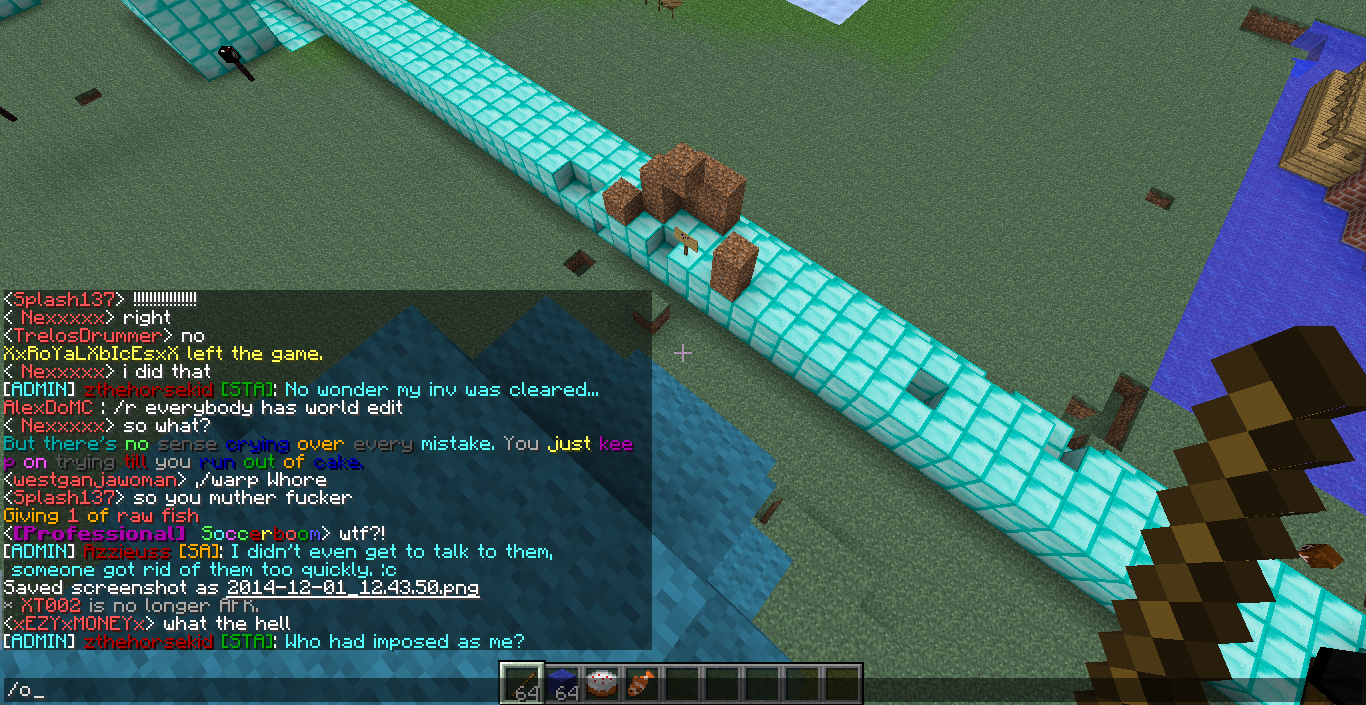 <Splash137> !!!!!!!!!!!!!!!
< Nexxxxx> right
<TrelosDrummer> no
XxRoYaLXbIcEsxX left the game.
< Nexxxxx> i did that
[ADMIN] zthehorsekid [STA]: No wonder my inv was cleared...
AlexDoMC : /r everybody has world edit
< Nexxxxx> so what?
But there's no sense crying over every mistake. You just kee
p on trying till you run out of cake.
<westganjawoman> ,/warp Whore
<Splash137> so you muther fucker
Giving 1 of raw fish
<[Professional] Soccerboom> wtf?!
[ADMIN] Azzieuss [SA]: I didn't even get to talk to them,
someone got rid of them too quickly. :c
Saved screenshot as 2014-12-01_12.43.50.png
* XT002 is no longer AFK.
<xEZYxMONEYx> what the hell
[ADMIN] zthehorsekid [STA]: Who had imposed as me?
64 64
/o_